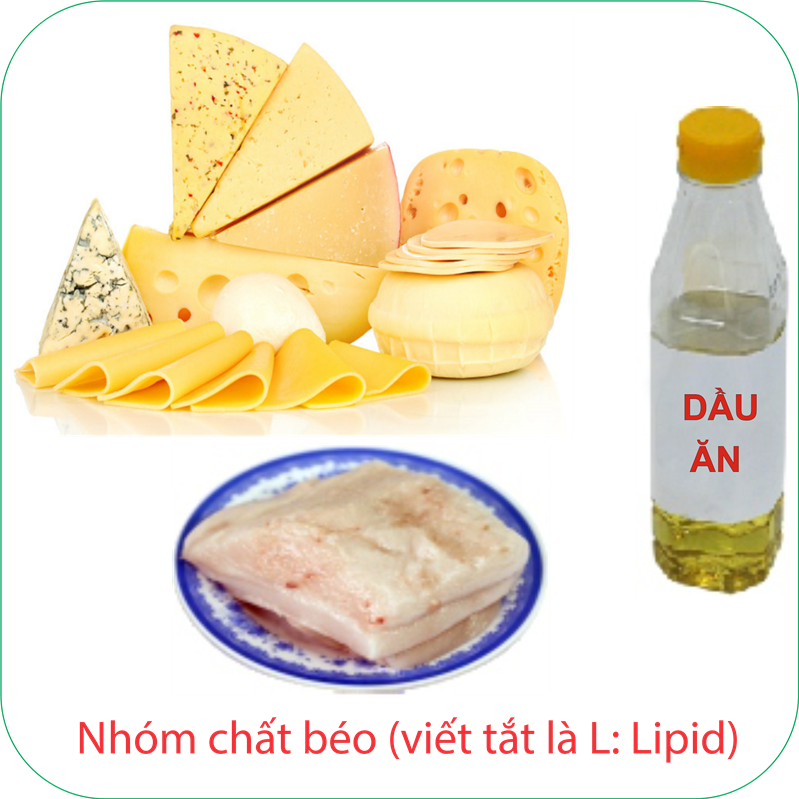 DẦU
ĂN
Nhóm chất béo (viết tắt là L: Lipid)